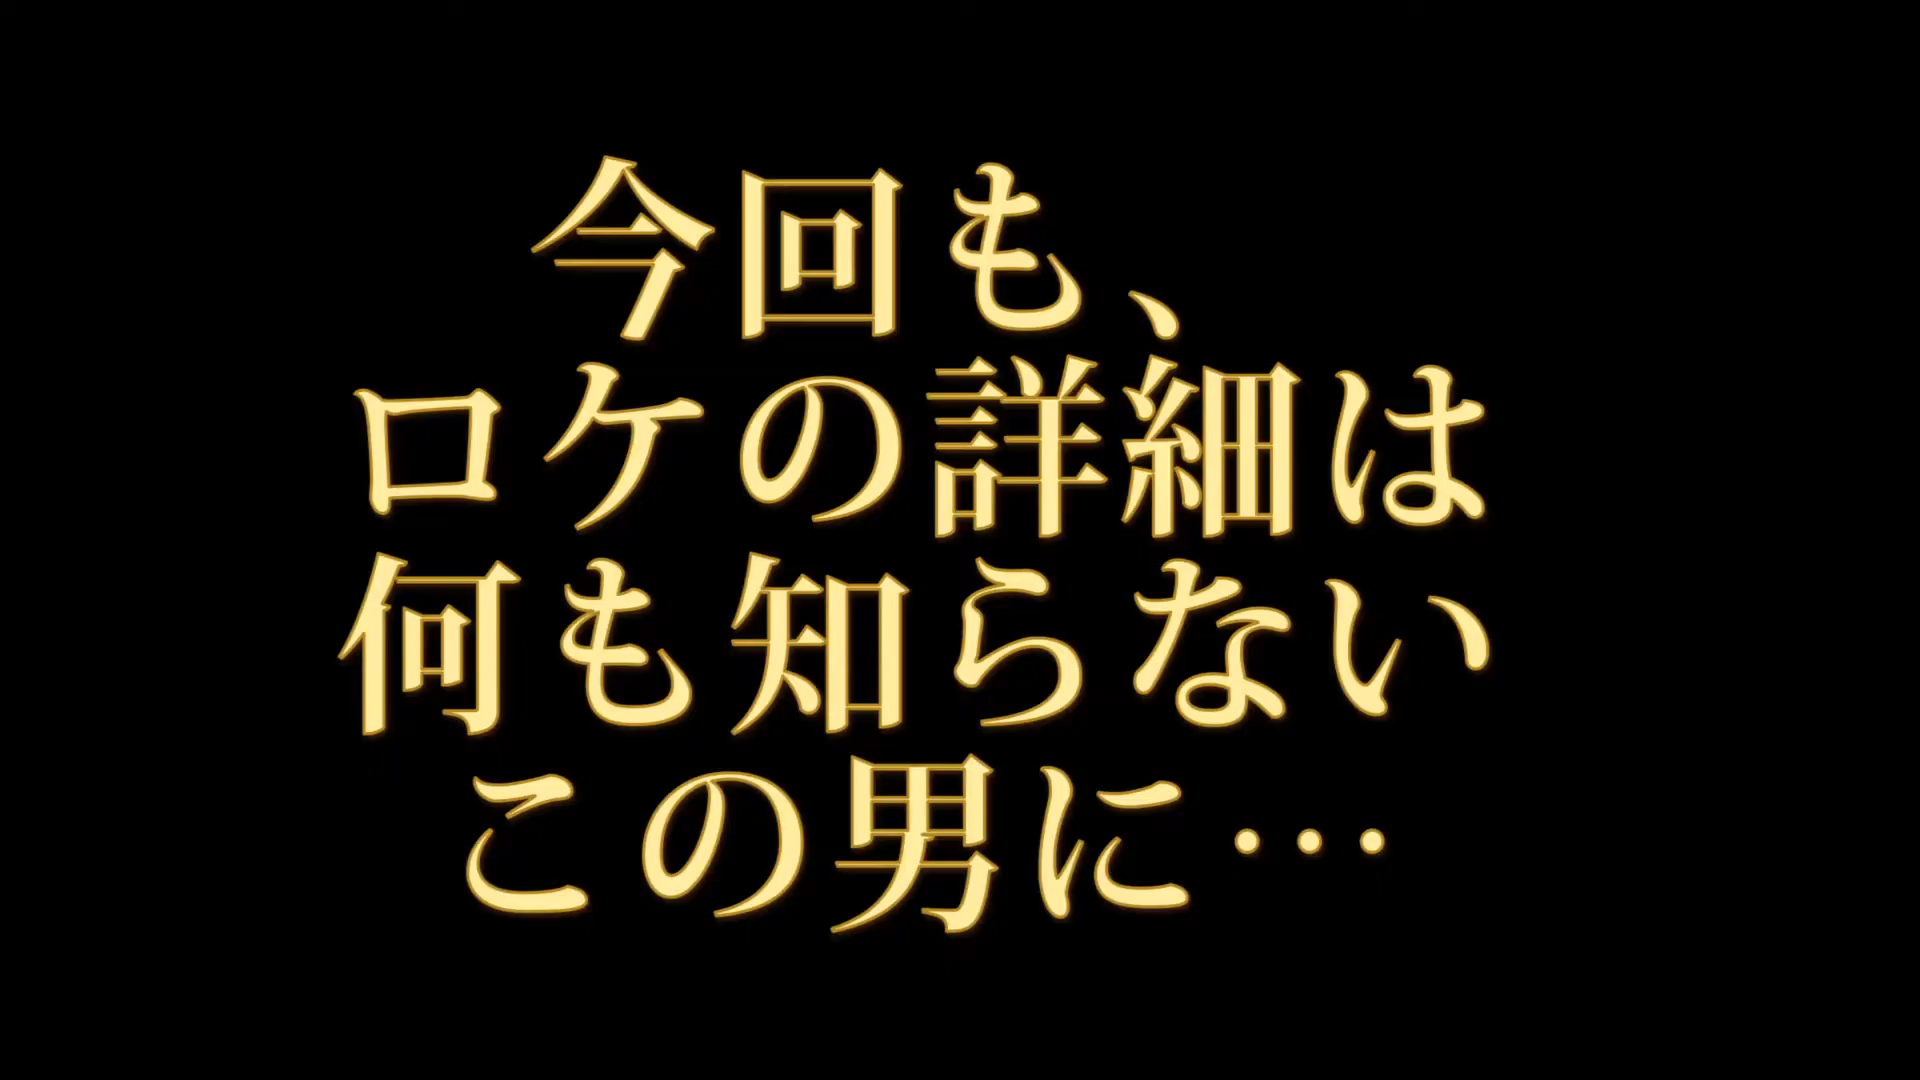 今回も、
ロケの詳細は
何も知らない
この男に…